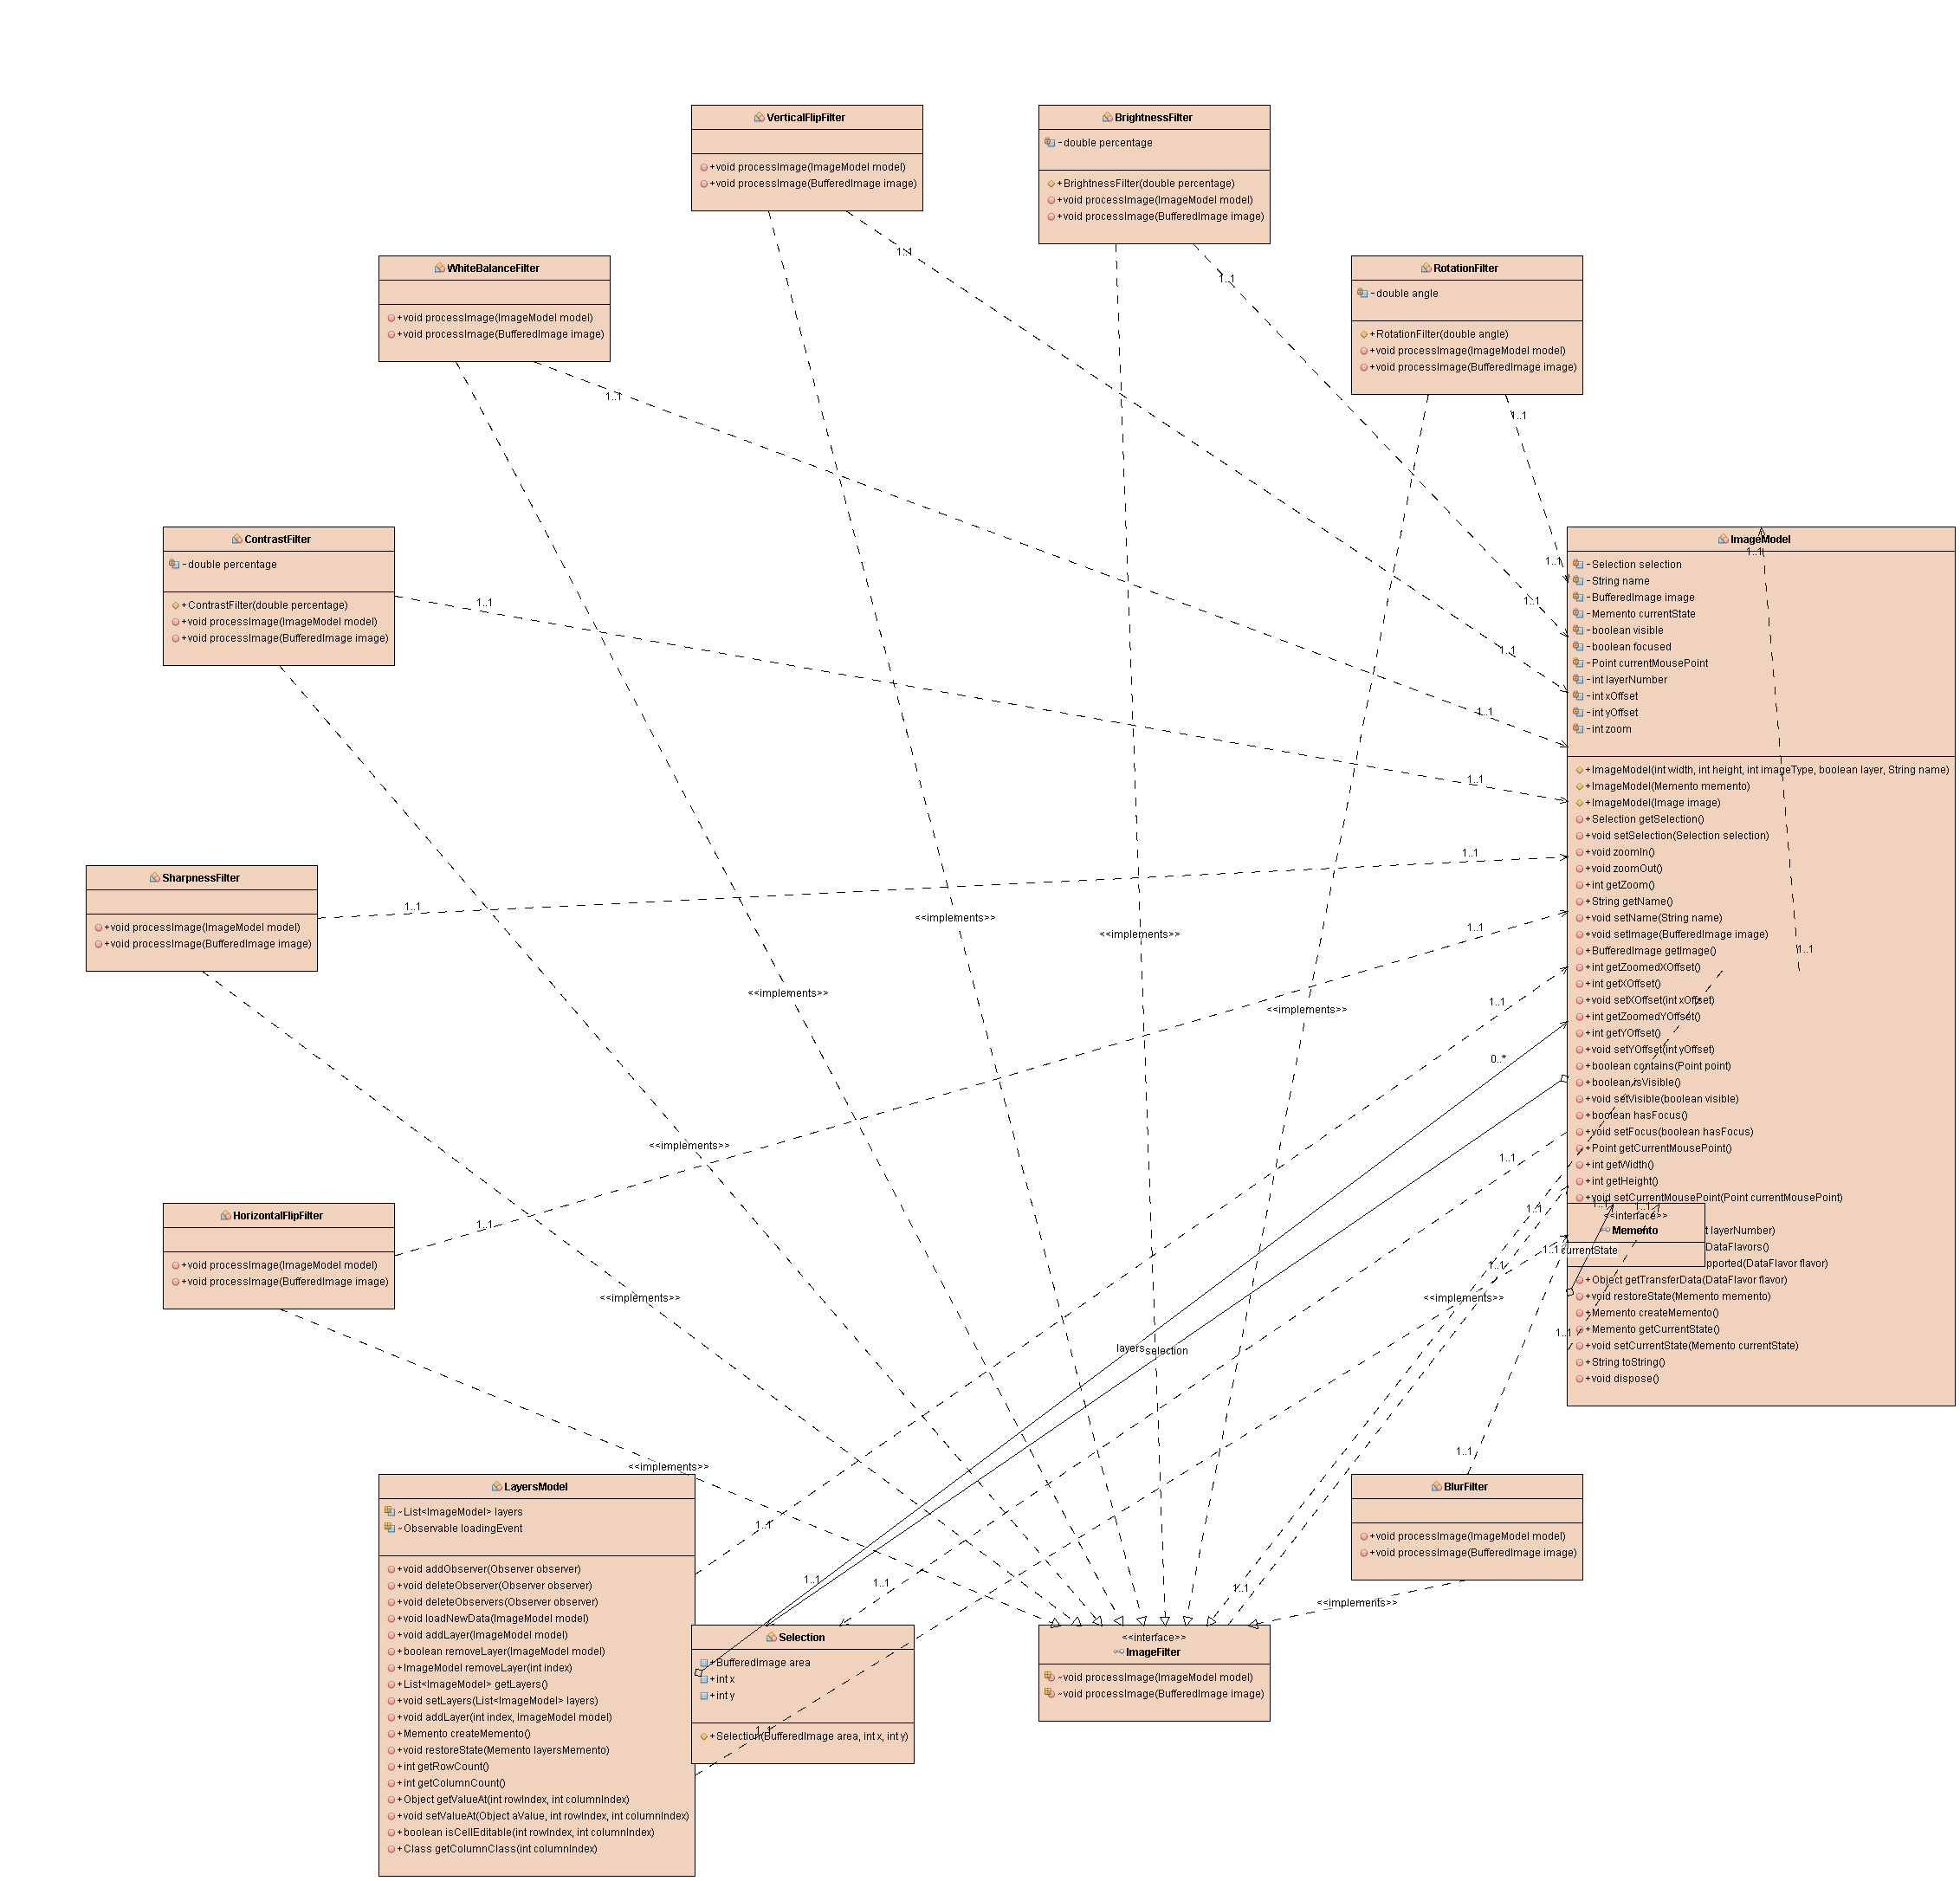 VerticalFlipFilter
+void processImage(ImageModel model)
+void processImage(BufferedImage image)
BrightnessFilter
-double percentage
+BrightnessFilter(double percentage)
+void processImage(ImageModel model)
+void processImage(BufferedImage image)
WhiteBalanceFilter
+void processImage(ImageModel model)
+void processImage(BufferedImage image)
RotationFilter
-double angle
+RotationFilter(double angle)
+void processImage(ImageModel model)
+void processImage(BufferedImage image)
1..1
1..1
1..1
1..1
ContrastFilter
-double percentage
+ContrastFilter(double percentage)
+void processImage(ImageModel model)
+void processImage(BufferedImage image)
1..1
1..1
1..1
1..1
1..1
1..1
ImageModel
1..1
-Selection selection
-String name
-BufferedImage image
-Memento currentState
-boolean visible
-boolean focused
-Point currentMousePoint
-int layerNumber
-int xOffset
-int yOffset
-int zoom
+ImageModel(int width, int height, int imageType, boolean layer, String name)
+ImageModel(Memento memento)
+ImageModel(Image image)
+Selection getSelection()
+void setSelection(Selection selection)
+void zoomIn()
+void zoomOut()
+int getZoom()
+String getName()
+void setName(String name)
+void setImage(BufferedImage image)
+BufferedImage getImage()
1..1
+int getZoomedXOffset()
+int getXOffset()
+void setXOffset(int xOffset)
+int getZoomedYOffset()
+int getYOffset()
+void setYOffset(int yOffset)
+boolean contains(Point point)
+boolean isVisible()
+void setVisible(boolean visible)
+boolean hasFocus()
+void setFocus(boolean hasFocus)
+Point getCurrentMousePoint()
+int getWidth()
+int getHeight()
+void setCurrentMousePoint(Point currentMousePoint)
t layerNumber)
DataFlavors()
pported(DataFlavor flavor)
+Object getTransferData(DataFlavor flavor)
+void restoreState(Memento memento)
+Memento createMemento()
+Memento getCurrentState()
+void setCurrentState(Memento currentState)
+String toString()
+void dispose()
1..1
1..1
<<interface>>
Memento
1..1
currentState
1..1
SharpnessFilter
+void processImage(ImageModel model)
+void processImage(BufferedImage image)
1..1
1..1
<<implements>>
<<implements>>
<<implements>>
<<implements>>
1..1
1..1
0..*
<<implements>>
1..1
1..1
1..1
HorizontalFlipFilter
+void processImage(ImageModel model)
+void processImage(BufferedImage image)
1..1
<<implements>>
<<implements>>
layers
selection
<<implements>>
1..1
LayersModel
~List<ImageModel> layers
~Observable loadingEvent
+void addObserver(Observer observer)
+void deleteObserver(Observer observer)
+void deleteObservers(Observer observer)
+void loadNewData(ImageModel model)
+void addLayer(ImageModel model)
+boolean removeLayer(ImageModel model)
+ImageModel removeLayer(int index)
+List<ImageModel> getLayers()
+void setLayers(List<ImageModel> layers)
+void addLayer(int index, ImageModel model)
+Memento createMemento()
+void restoreState(Memento layersMemento)
+int getRowCount()
+int getColumnCount()
+Object getValueAt(int rowIndex, int columnIndex)
+void setValueAt(Object aValue, int rowIndex, int columnIndex)
+boolean isCellEditable(int rowIndex, int columnIndex)
+Class getColumnClass(int columnIndex)
1..1
1..1
1..1
1..1
Selection
+BufferedImage area
+int x
+int y
1..1
+Selection(BufferedImage area, int x, int y)
<<interface>>
ImageFilter
~void processImage(ImageModel model)
~void processImage(BufferedImage image)
BlurFilter
+void processImage(ImageModel model)
+void processImage(BufferedImage image)
<<implements>>